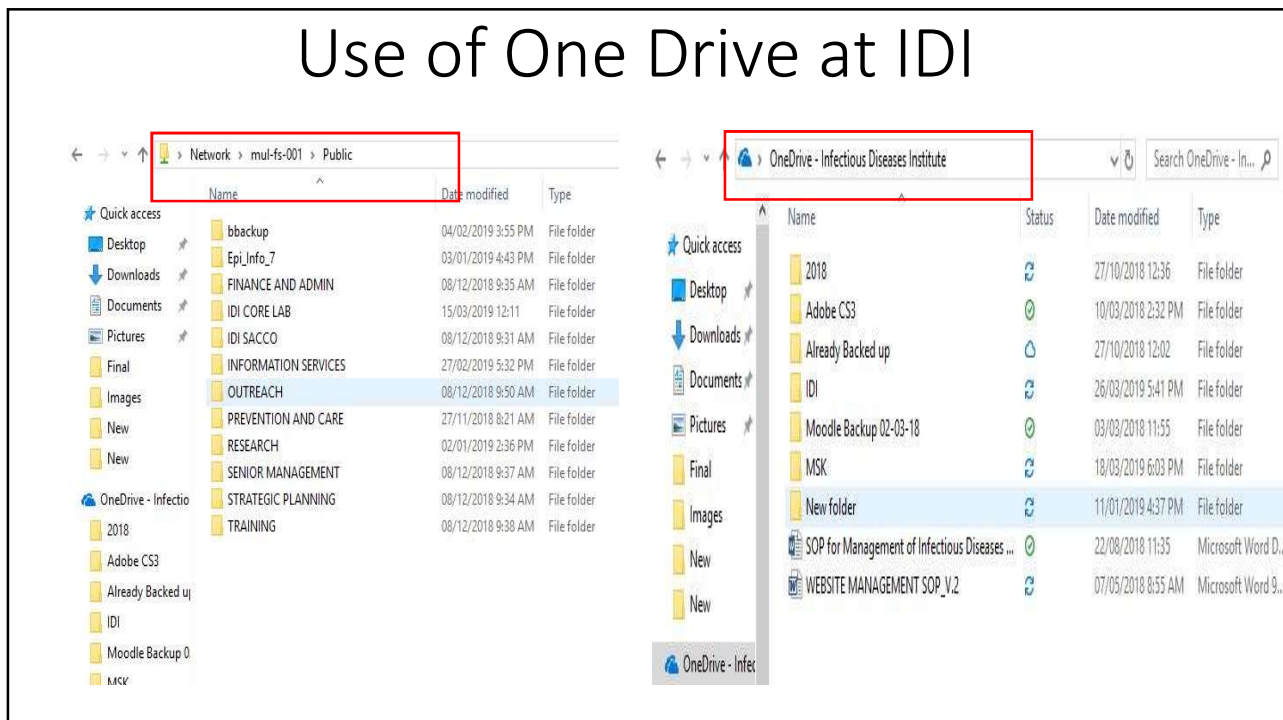 Use of One Drive at IDI
Network > mul-fs-001 > Public
Name Date modified Type
Quick access
Desktop
Downloads
Documents
Pictures
Final
Images
New
New
OneDrive - Infectio
2018
Adobe CS3
Already Backed up
IDI
Moodle Backup 0
MSK
bbackup 04/02/2019 3:55 PM File folder
Epi_Info_7 03/01/2019 4:43 PM File folder
FINANCE AND ADMIN 08/12/2018 9:35 AM File folder
IDI CORE LAB 15/03/2019 12:11 File folder
IDI SACCO 08/12/2018 9:31 AM File folder
INFORMATION SERVICES 27/02/2019 5:32 PM File folder
OUTREACH 08/12/2018 9:50 AM File folder
PREVENTION AND CARE 27/11/2018 8:21 AM File folder
RESEARCH 02/01/2019 2:36 PM File folder
SENIOR MANAGEMENT 08/12/2018 9:37 AM File folder
STRATEGIC PLANNING 08/12/2018 9:34 AM File folder
TRAINING 08/12/2018 9:38 AM File folder
> OneDrive - Infectious Diseases Institute Search OneDrive - In...
Name Status Date modified Type
Quick access
Desktop
Downloads
Documents
Pictures
Final
Images
New
New
OneDrive - Infec
2018 27/10/2018 12:36 File folder
Adobe CS3 10/03/2018 2:32 PM File folder
Already Backed up 27/10/2018 12:02 File folder
IDI 26/03/2019 5:41 PM File folder
Moodle Backup 02-03-18 03/03/2018 11:55 File folder
MSK 18/03/2019 6:03 PM File folder
New folder 11/01/2019 4:37 PM File folder
SOP for Management of Infectious Diseases ... 22/08/2018 11:35 Microsoft Word D...
WEBSITE MANAGEMENT SOP_V.2 07/05/2018 8:55 AM Microsoft Word 9...